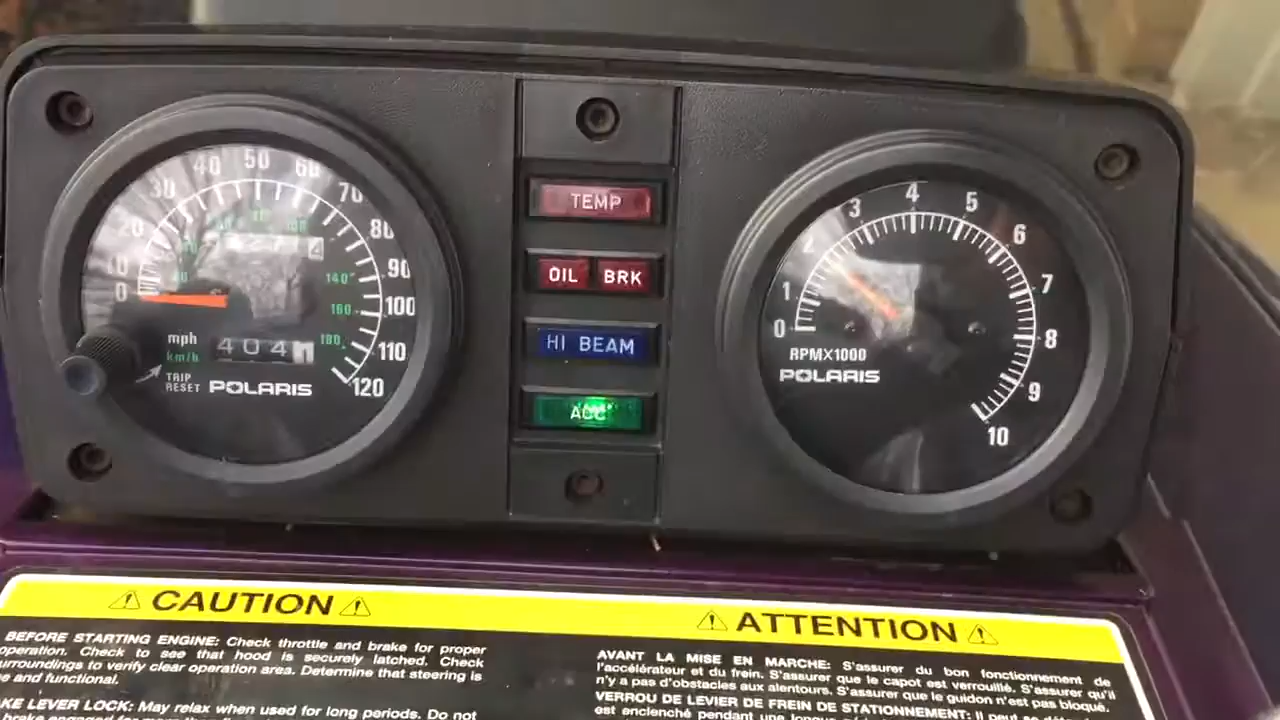 0
10
20
30
40
50
60
70
80
90
100
110
120
140
160
180
404
mph
km/h
TRIP
RESET
POLARIS
TEMP
OIL BRK
HI BEAM
ACC
0
1
2
3
4
5
6
7
8
9
10
RPMX1000
POLARIS
CAUTION
BEFORE STARTING ENGINE: Check throttle and brake for proper
operation. Check to see that hood is securely latched. Check
surroundings to verify clear operation area. Determine that steering is
and functional.
LEVER LOCK: May relax when used for long periods. Do not
ATTENTION
AVANT LA MISE EN MARCHE: S'assurer du bon fonctionnement de
l'accélérateur et du frein. S'assurer que le capot est verrouillé. S'assurer qu'il
n'y a pas d'obstacles aux alentours. S'assurer que le guidon n'est pas bloqué.
VERROU DE LEVIER DE FREIN DE STATIONNEMENT: Il peut se
est enclenché pendant une longue